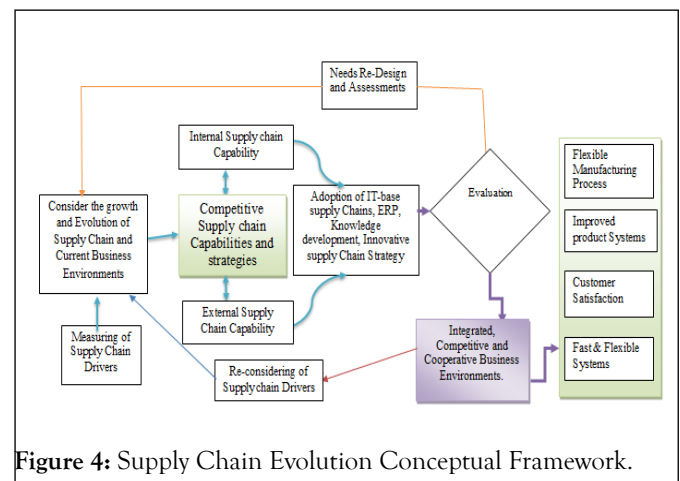 Needs Re-Design
and Assessments
Internal Supply chain
Capability
Consider the growth
and Evolution of
Supply Chain and
Current Business
Environments
Competitive
Supply chain
Capabilities and
strategies
Adoption of IT-base
supply Chains, ERP,
Knowledge
development, Innovative
supply Chain Strategy
Evaluation
Flexible
Manufacturing
Process
Improved
product Systems
Customer
Satisfaction
Fast & Flexible
Systems
External Supply
Chain Capability
Measuring of
Supply Chain
Drivers
Re-considering of
Supply chain Drivers
Integrated,
Competitive and
Cooperative Business
Environments.
Figure 4: Supply Chain Evolution Conceptual Framework.